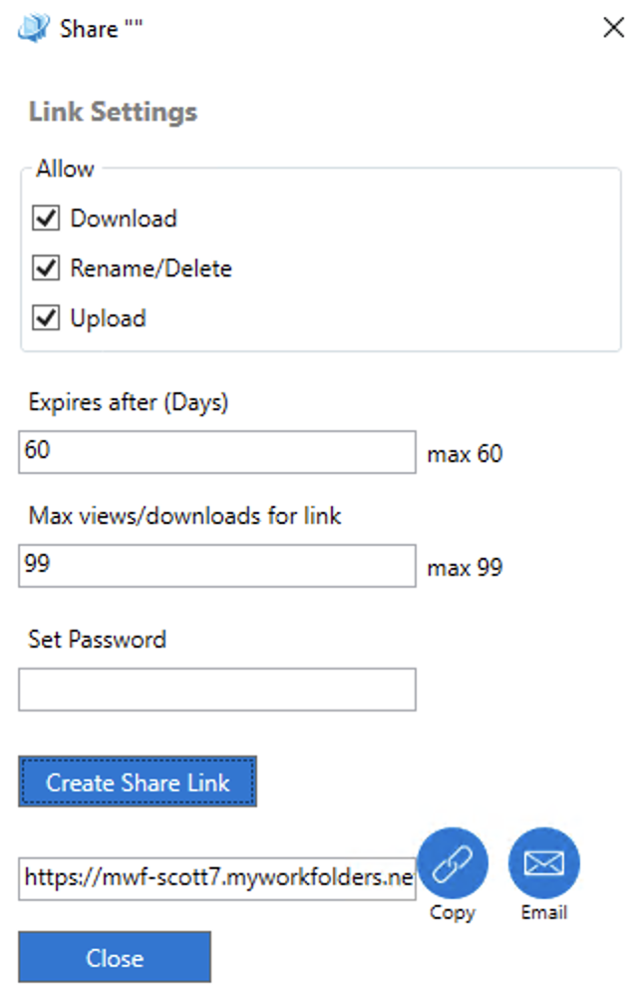 Share ""
Link Settings
Allow
Download
Rename/Delete
Upload
Expires after (Days)
60 max 60
Max views/downloads for link
99 max 99
Set Password
Create Share Link
https://mwf-scott7.myworkfolders.ne
Copy Email
Close